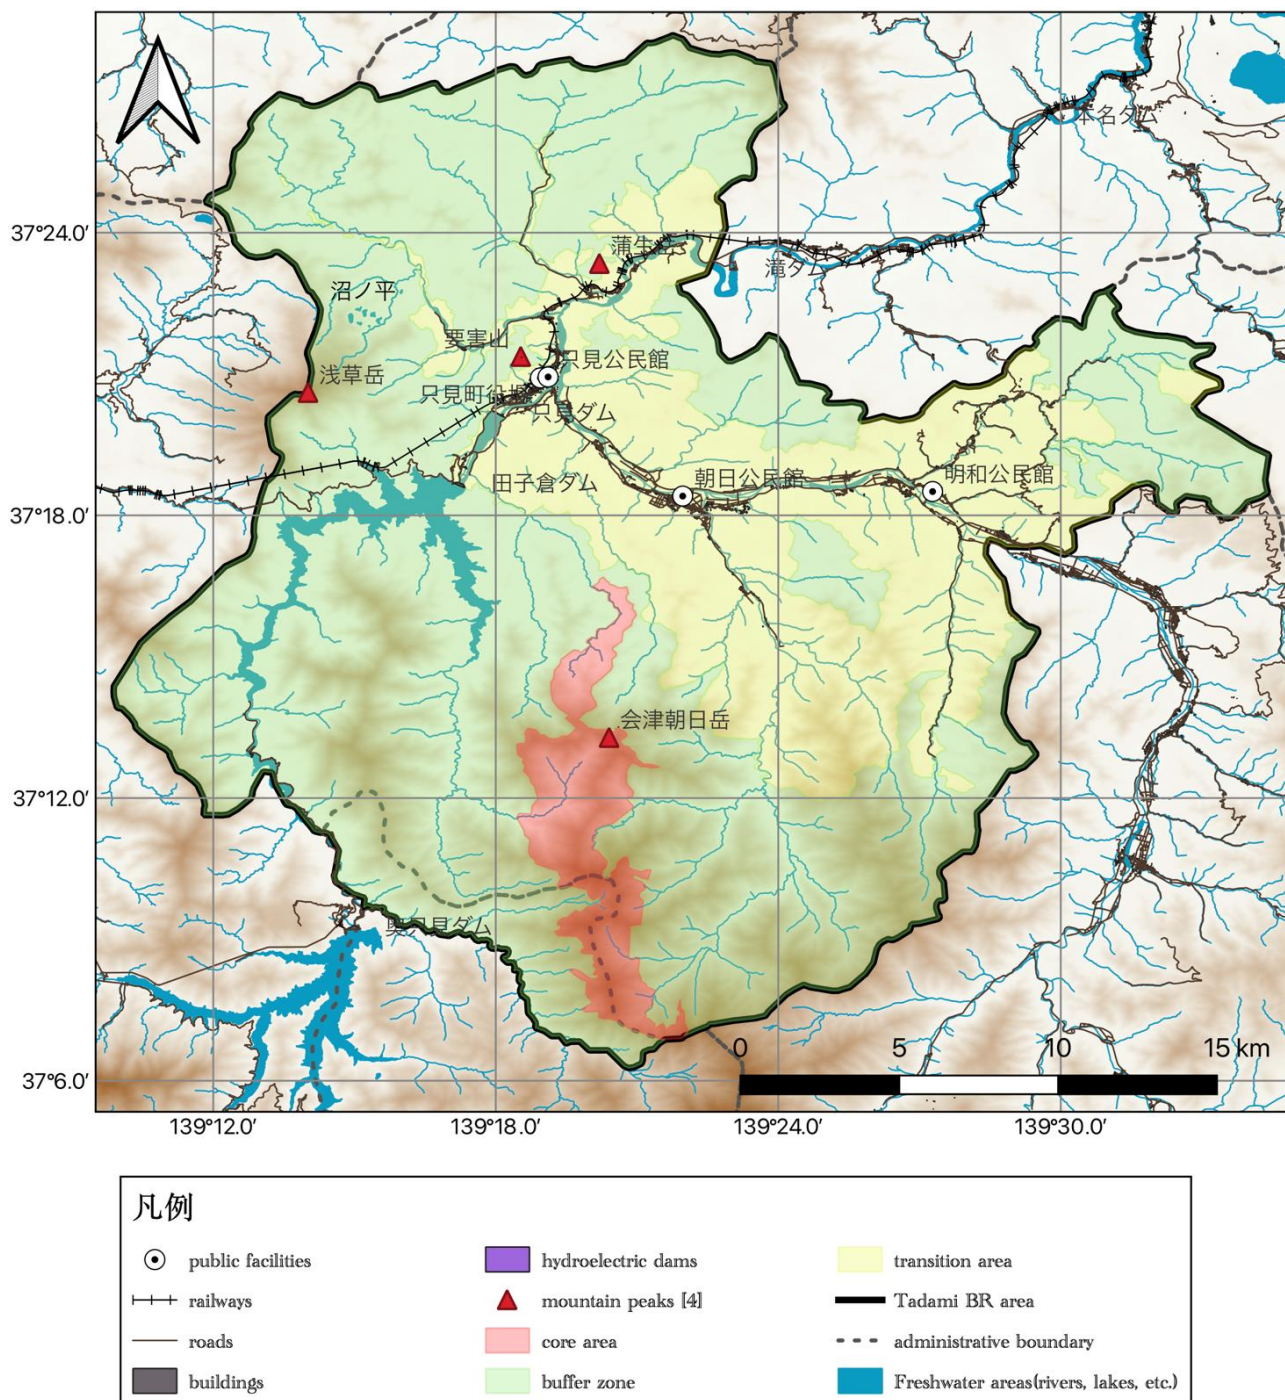 本名ダム
37°24.0′
蒲生岳
滝ダム
沼ノ平
要害山
只見公民館
浅草岳
只見町役場
只見ダム
田子倉ダム
朝日公民館
明和公民館
37°18.0′
会津朝日岳
37°12.0′
奥只見ダム
0
5
10
15 km
37°6.0′
139°12.0′
139°18.0′
139°24.0′
139°30.0′
凡例
public facilities
hydroelectric dams
transition area
railways
mountain peaks [4]
Tadami BR area
roads
core area
administrative boundary
buildings
buffer zone
Freshwater areas(rivers, lakes, etc.)